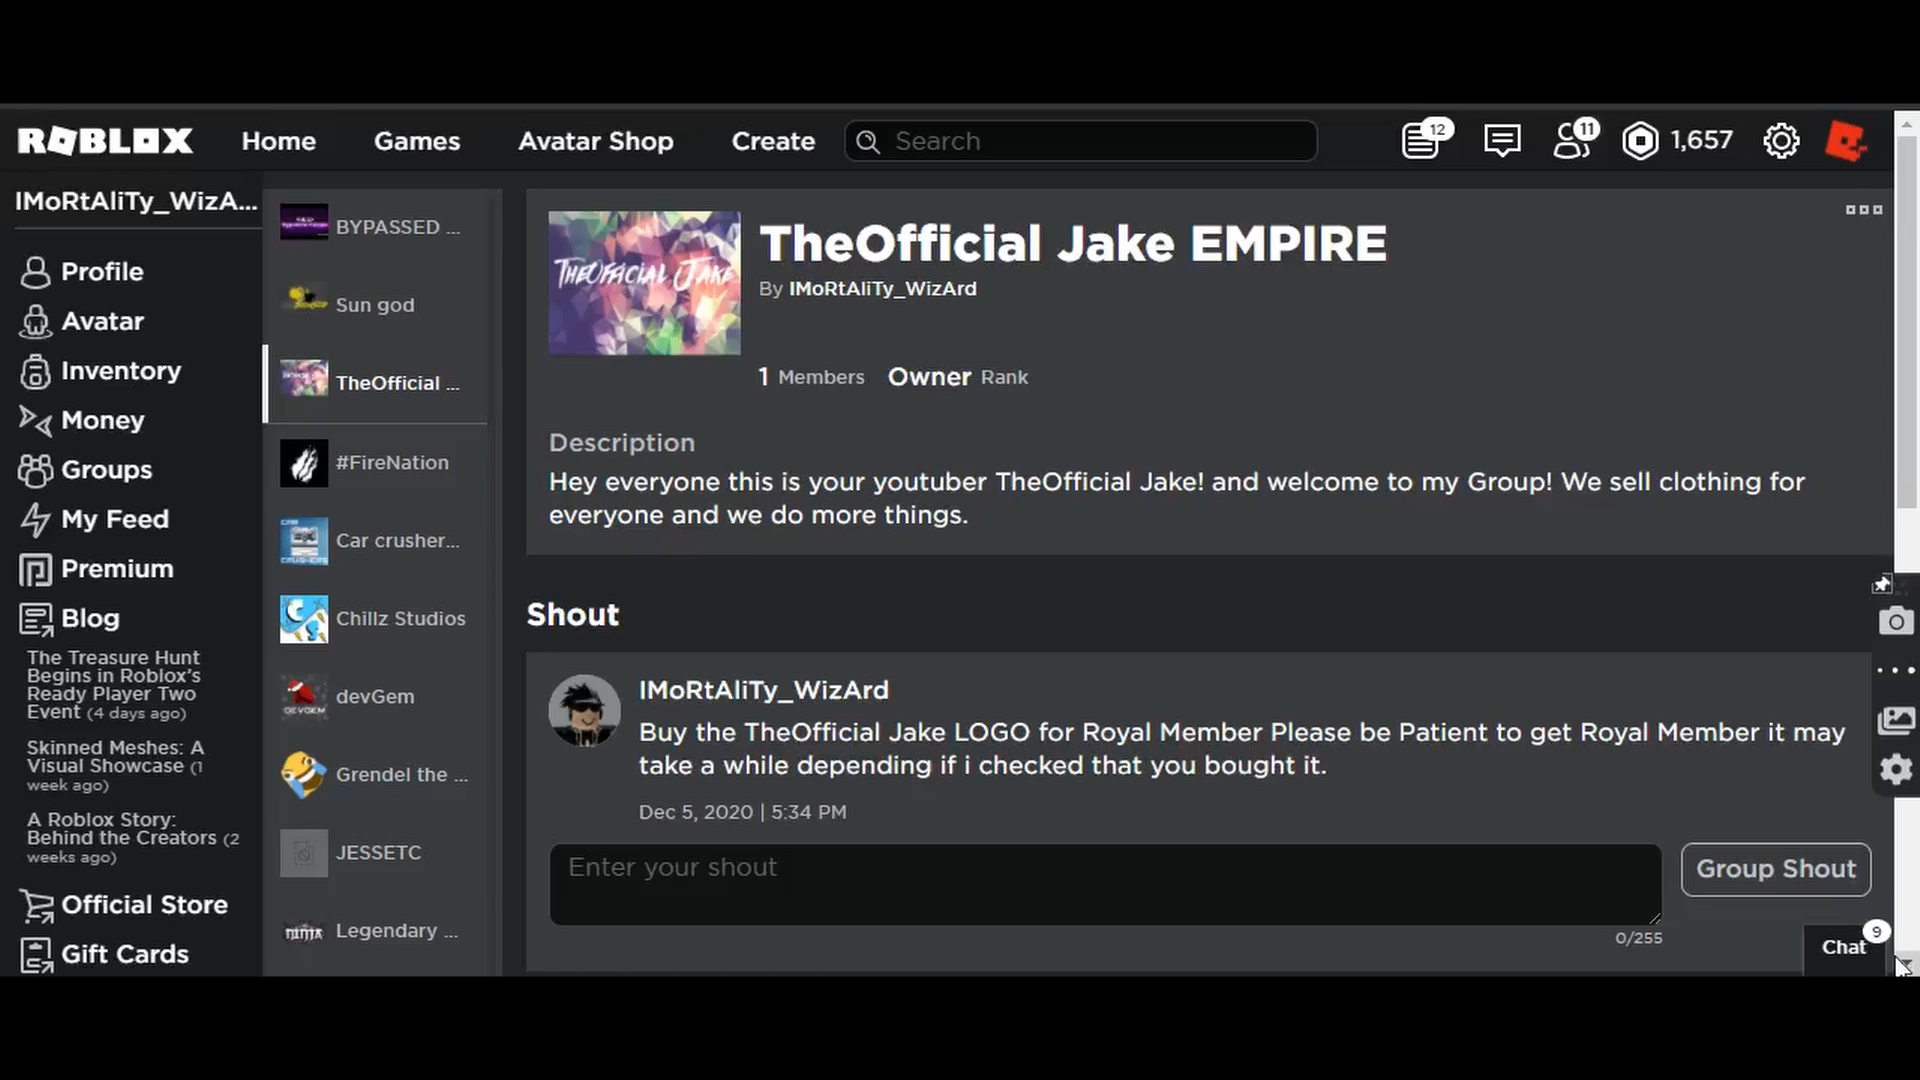 ROBLOX Home Games Avatar Shop Create Search 12 11 1,657
IMoRtAliTy_WizA...
Profile
Avatar
Inventory
Money
Groups
My Feed
Premium
Blog
The Treasure Hunt
Begins in Roblox's
Ready Player Two
Event (4 days ago)
Skinned Meshes: A
Visual Showcase (1
week ago)
A Roblox Story:
Behind the Creators (2
weeks ago)
Official Store
Gift Cards
BYPASSED ...
Sun god
TheOfficial ...
#FireNation
Car crusher...
Chillz Studios
DEVGEM
devGem
Grendel the ...
JESSETC
Legendary ...
THEOFFICIAL JAKE
TheOfficial Jake EMPIRE
By IMoRtAliTy_WizArd
1 Members Owner Rank
Description
Hey everyone this is your youtuber TheOfficial Jake! and welcome to my Group! We sell clothing for
everyone and we do more things.
Shout
IMoRtAliTy_WizArd
Buy the TheOfficial Jake LOGO for Royal Member Please be Patient to get Royal Member it may
take a while depending if i checked that you bought it.
Dec 5, 2020 | 5:34 PM
Enter your shout
Group Shout
0/255
Chat 9